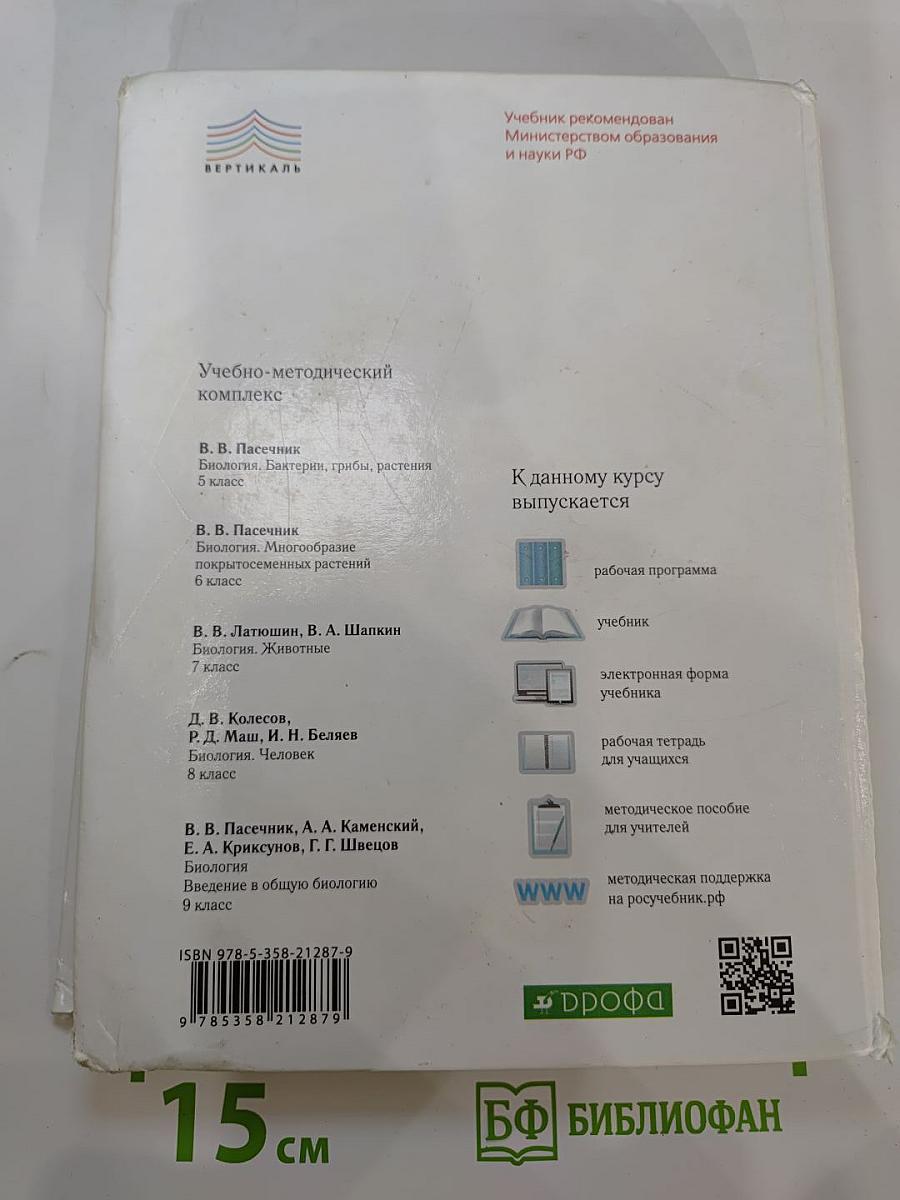 ВЕРТИКАЛЬ
Учебник рекомендован
Министерством образования
и науки РФ
Учебно-методический
комплекс
В. В. Пасечник
Биология. Бактерии, грибы, растения
5 класс
В. В. Пасечник
Биология. Многообразие
покрытосеменных растений
6 класс
В. В. Латюшин, В. А. Шапкин
Биология. Животные
7 класс
Д. В. Колесов,
Р. Д. Маш, И. Н. Беляев
Биология. Человек
8 класс
В. В. Пасечник, А. А. Каменский,
Е. А. Криксунов, Г. Г. Швецов
Биология
Введение в общую биологию
9 класс
ISBN 978-5-358-21287-9
9 785358 212879
К данному курсу
выпускается
рабочая программа
учебник
электронная форма
учебника
рабочая тетрадь
для учащихся
методическое пособие
для учителей
www
методическая поддержка
на росучебник.рф
дрофа
15 см
БФ БИБЛИОФАН